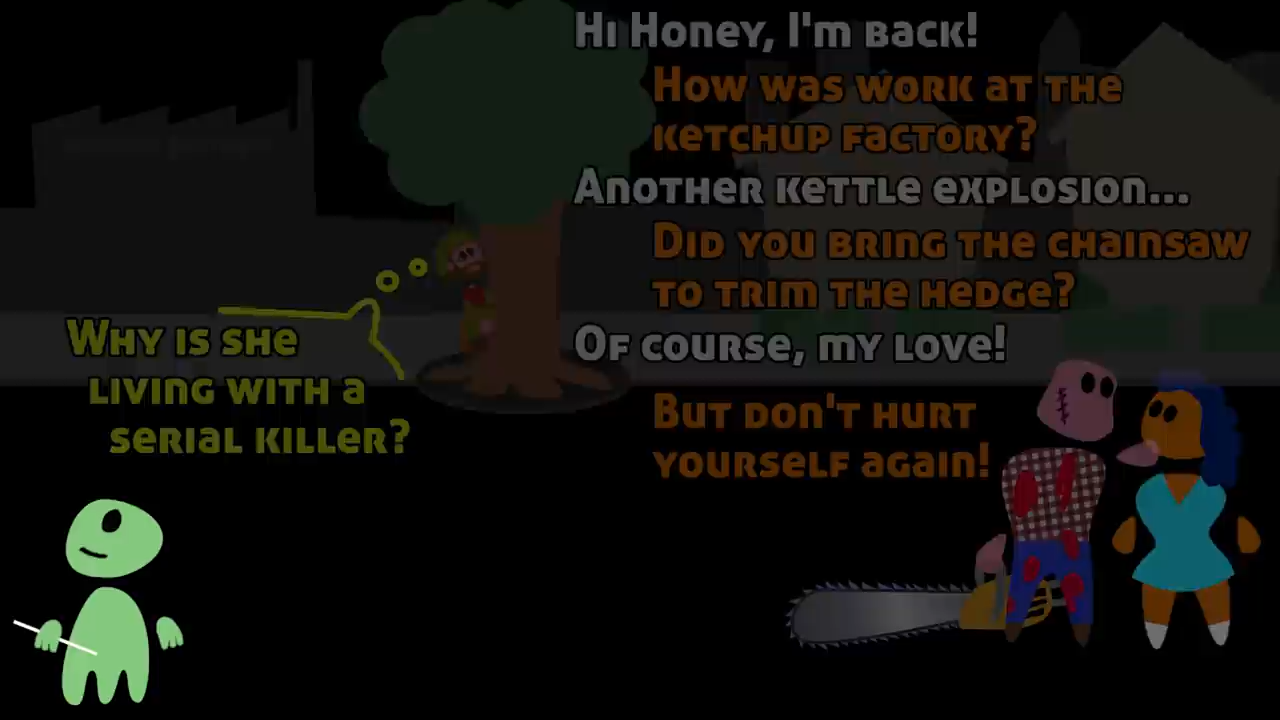 Hi Honey, I'm back!
How was work at the
ketchup factory?
Another kettle explosion...
Did you bring the chainsaw
to trim the hedge?
Of course, my love!
But don't hurt
yourself again!
Why is she
living with a
serial killer?